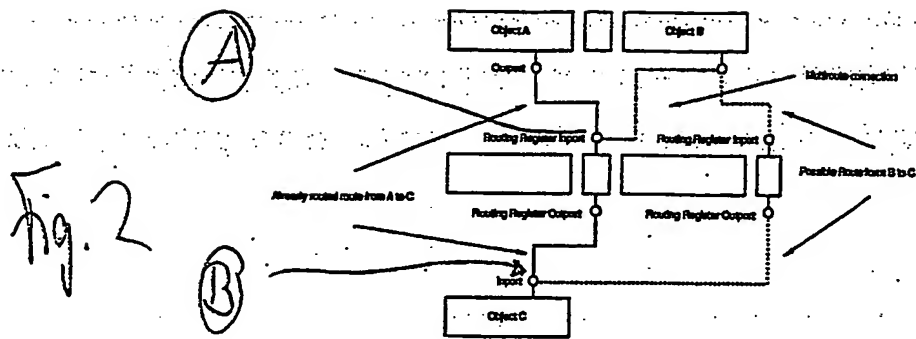 A
Object A
Object B
Outport
Multiroute connection
Routing Register Inport
Routing Register Inport
Fig. 2
Already routed route from A to C
Possible Route from B to C
Routing Register Outport
Routing Register Outport
B
Inport
Object C